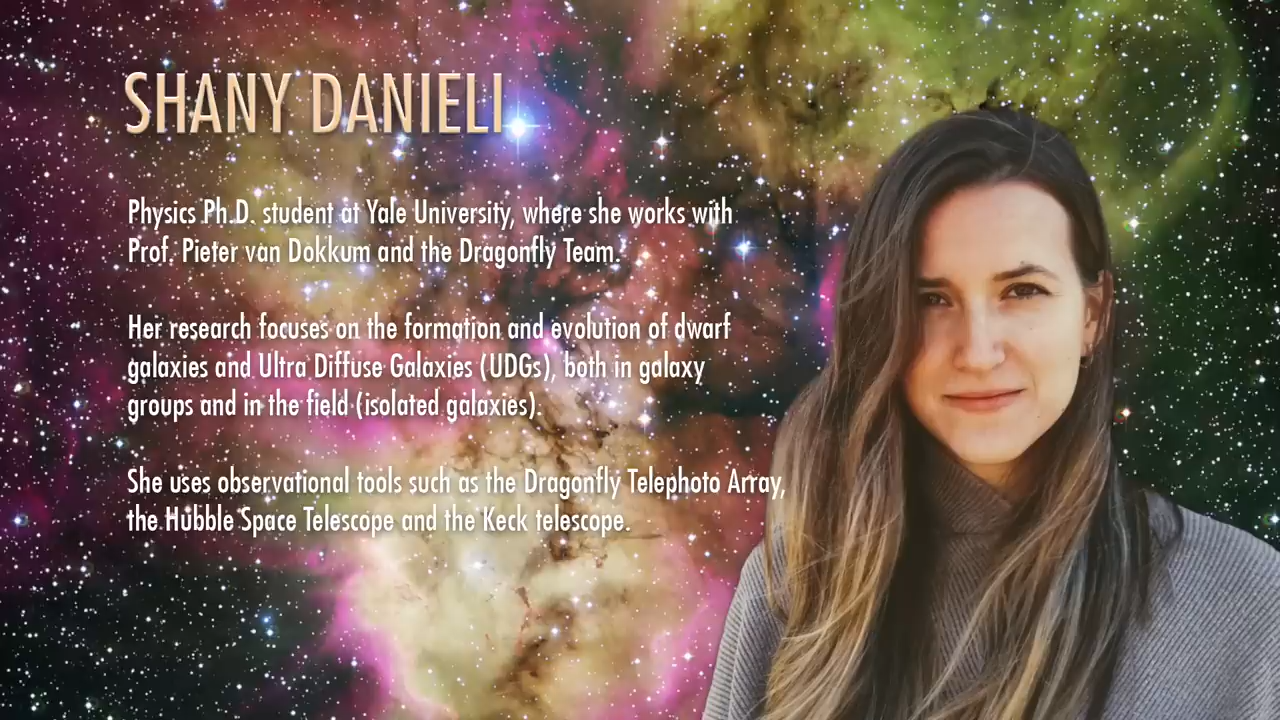 SHANY DANIELI
Physics Ph.D. student at Yale University, where she works with
Prof. Pieter van Dokkum and the Dragonfly Team.
Her research focuses on the formation and evolution of dwarf
galaxies and Ultra Diffuse Galaxies (UDGs), both in galaxy
groups and in the field (isolated galaxies).
She uses observational tools such as the Dragonfly Telephoto Array,
the Hubble Space Telescope and the Keck telescope.